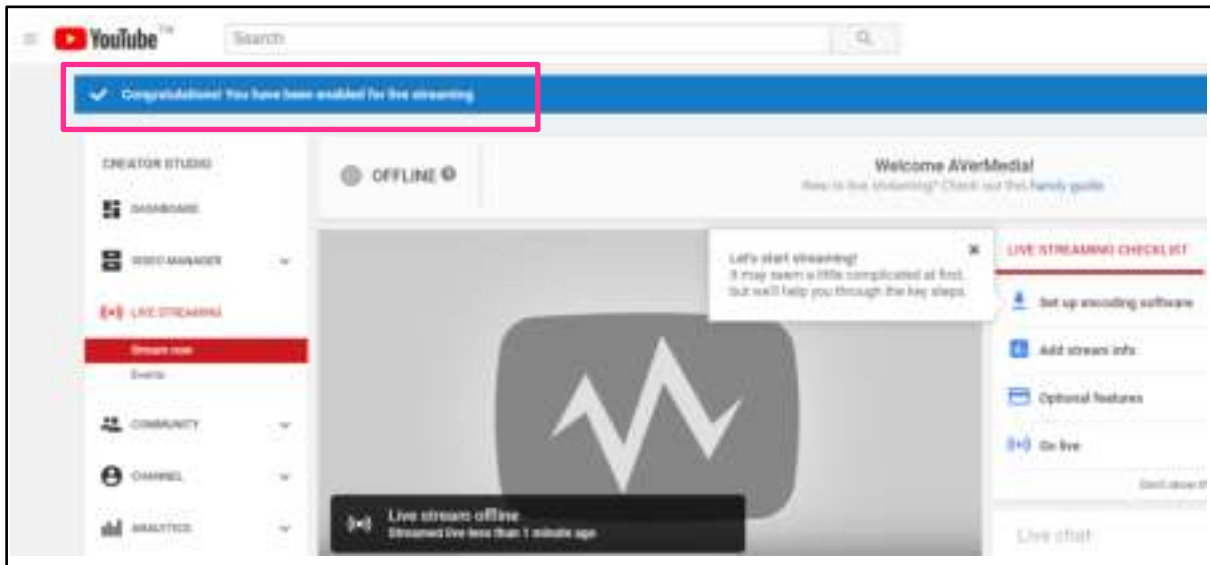 YouTube TW
Search
Congratulations! You have been enabled for live streaming
CREATOR STUDIO
DASHBOARD
VIDEO MANAGER
LIVE STREAMING
Stream now
Events
COMMUNITY
CHANNEL
ANALYTICS
OFFLINE
Welcome AVerMedia!
New to live streaming? Check out this handy guide
Let's start streaming!
It may seem a little complicated at first,
but we'll help you through the key steps.
Live stream offline
Streamed live less than 1 minute ago
LIVE STREAMING CHECKLIST
Set up encoding software
Add stream info
Optional features
Go live
Don't show
Live chat